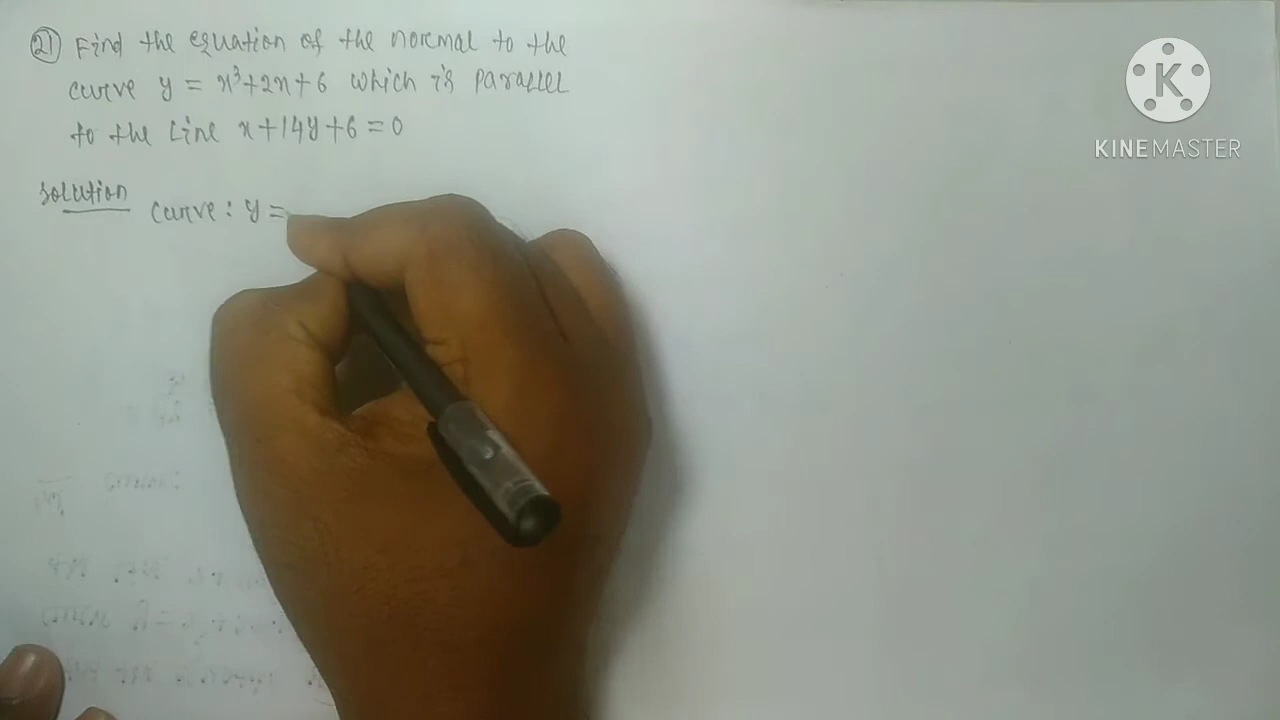 21) Find the equation of the normal to the
curve y = x³+2x+6 which is parallel
to the line x+14y+6=0
Solution
Curve: y =
K
KINEMASTER